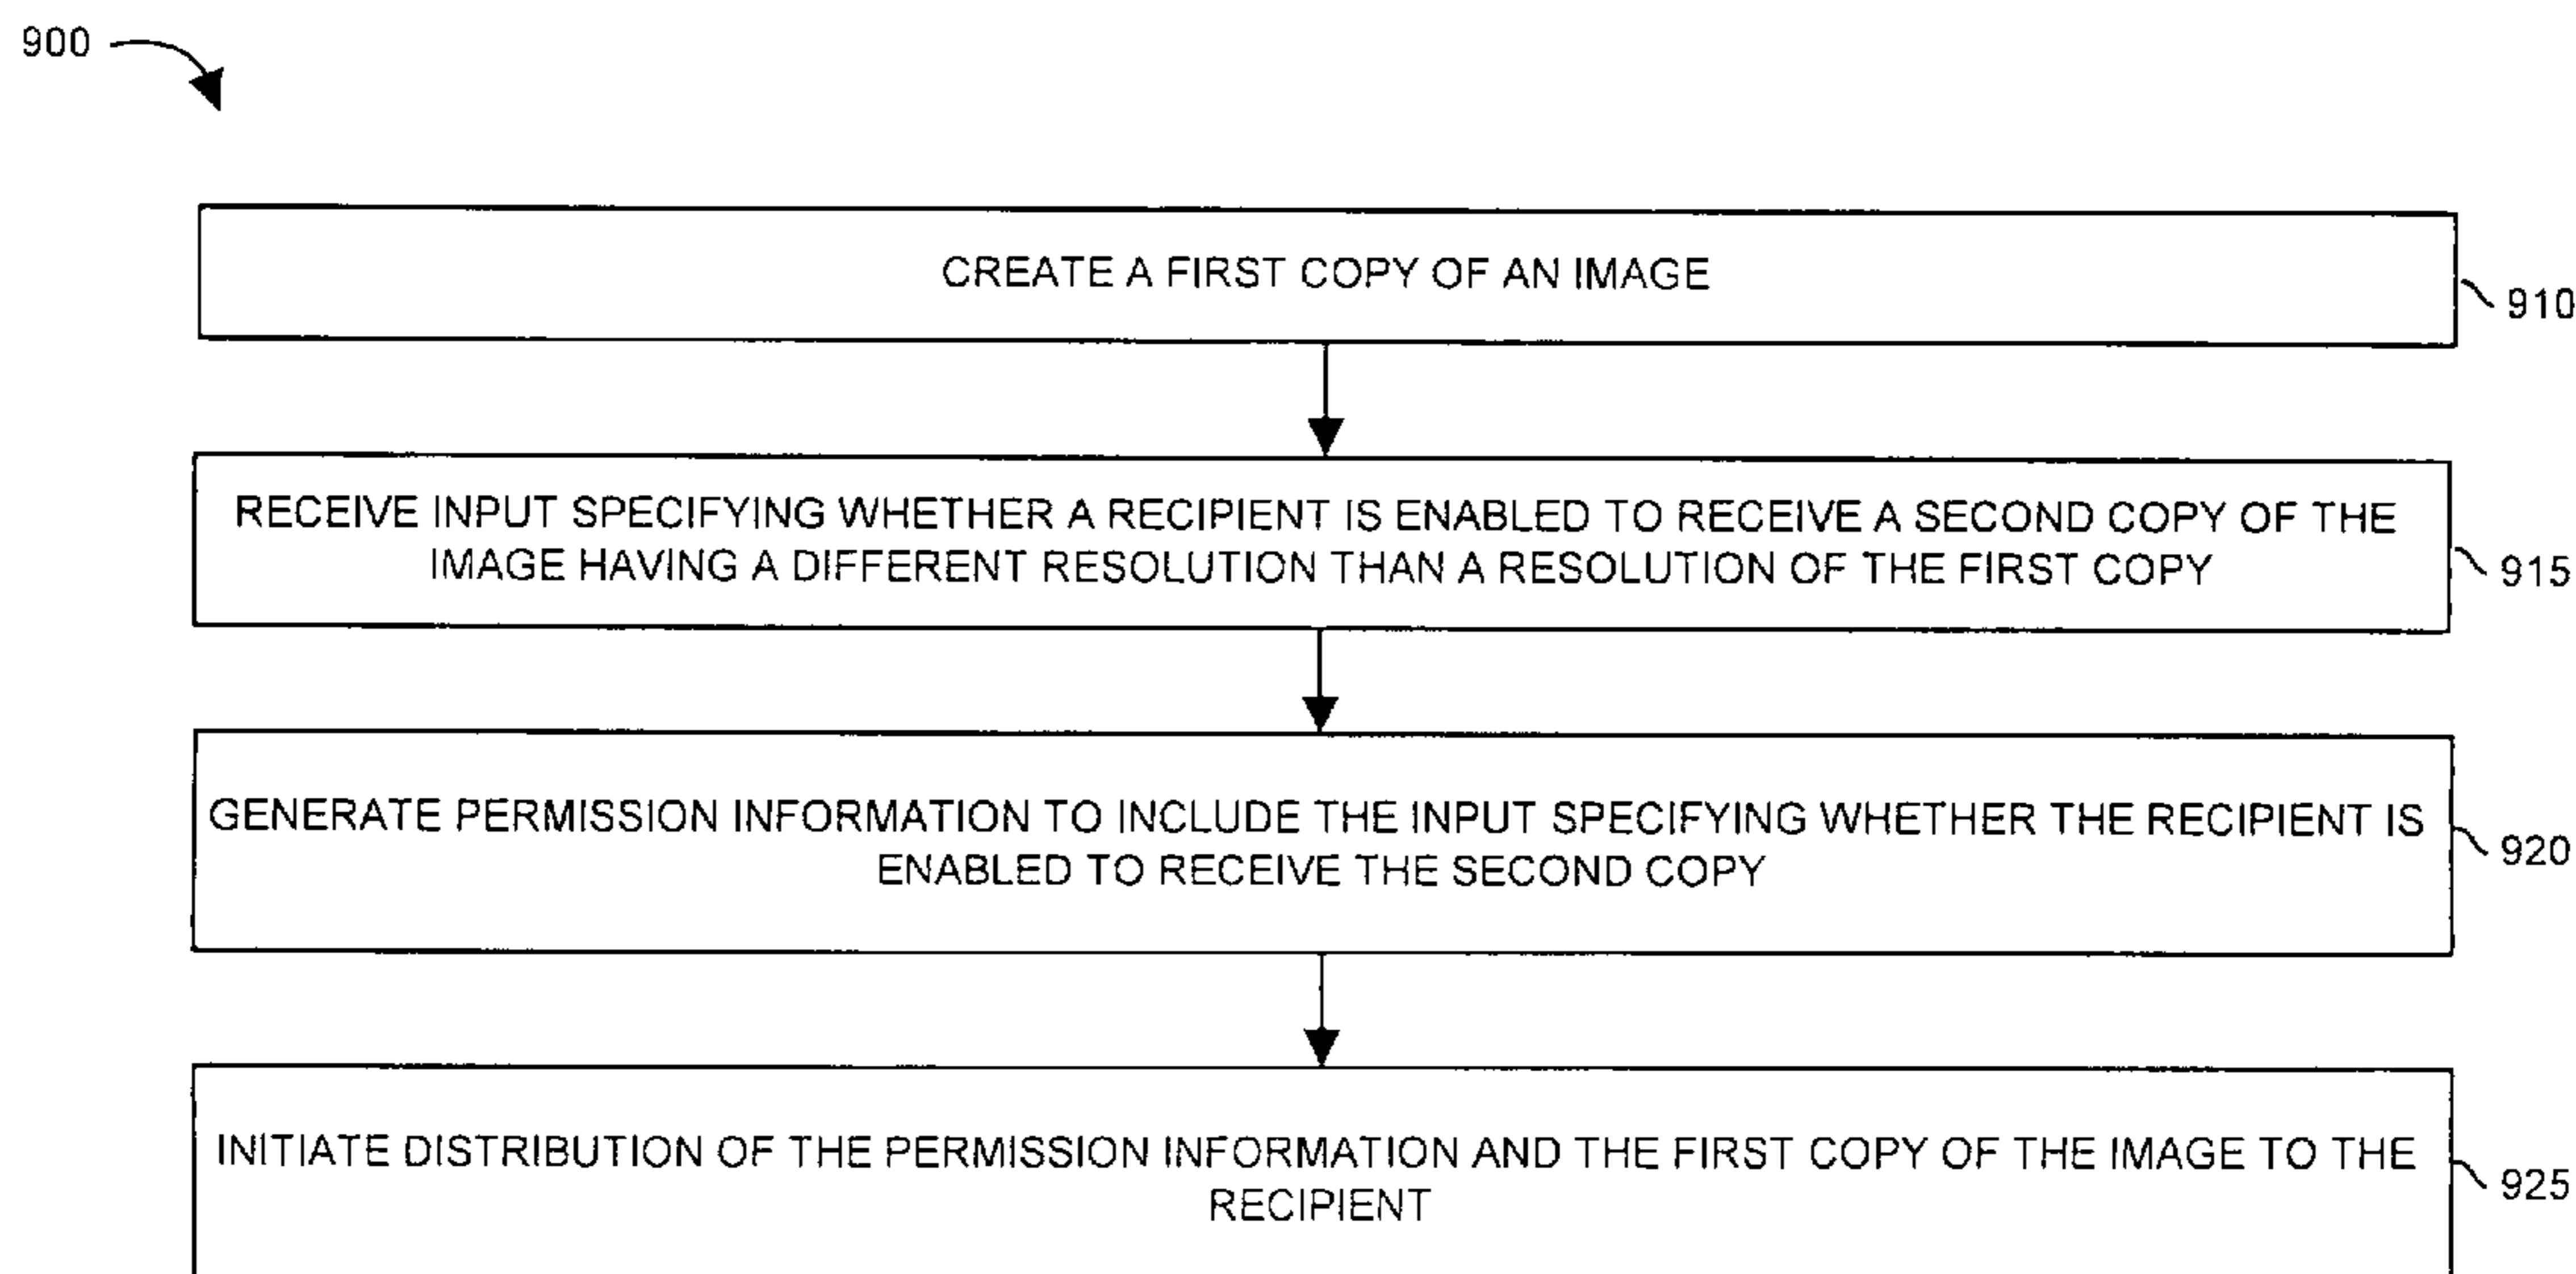 900
CREATE A FIRST COPY OF AN IMAGE
910
RECEIVE INPUT SPECIFYING WHETHER A RECIPIENT IS ENABLED TO RECEIVE A SECOND COPY OF THE
IMAGE HAVING A DIFFERENT RESOLUTION THAN A RESOLUTION OF THE FIRST COPY
915
GENERATE PERMISSION INFORMATION TO INCLUDE THE INPUT SPECIFYING WHETHER THE RECIPIENT IS
ENABLED TO RECEIVE THE SECOND COPY
920
INITIATE DISTRIBUTION OF THE PERMISSION INFORMATION AND THE FIRST COPY OF THE IMAGE TO THE
RECIPIENT
925